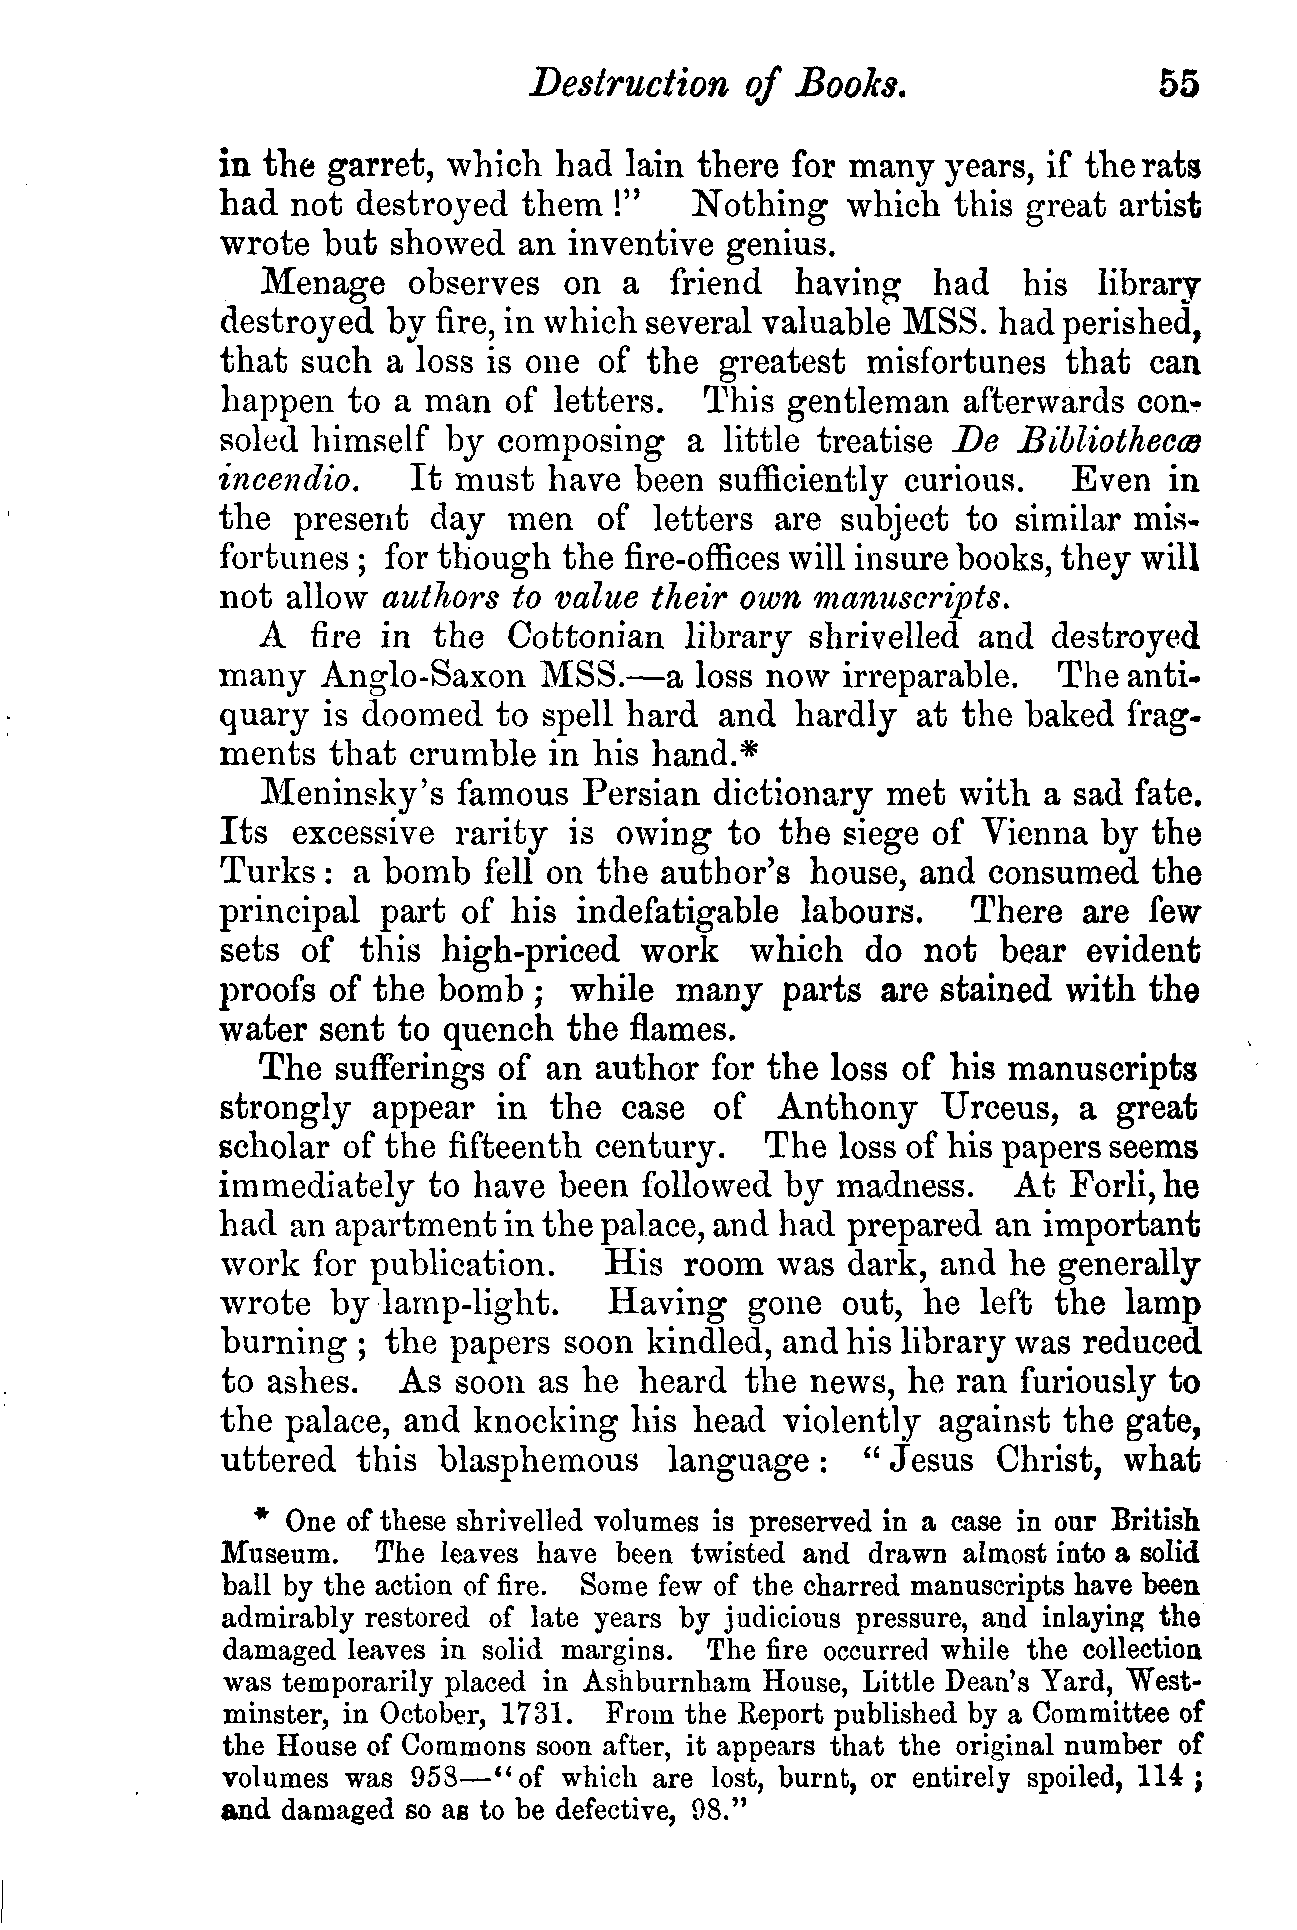 Destruction of Books. 55
in the garret, which had lain there for many years, if the rats
had not destroyed them !” Nothing which this great artist
wrote but showed an inventive genius.
Menage observes on a friend having had his library
destroyed by fire, in which several valuable MSS. had perished,
that such a loss is one of the greatest misfortunes that can
happen to a man of letters. This gentleman afterwards con-
soled himself by composing a little treatise De Bibliothecæ
incendio. It must have been sufficiently curious. Even in
the present day men of letters are subject to similar mis-
fortunes ; for though the fire-offices will insure books, they will
not allow authors to value their own manuscripts.
A fire in the Cottonian library shrivelled and destroyed
many Anglo-Saxon MSS.—a loss now irreparable. The anti-
quary is doomed to spell hard and hardly at the baked frag-
ments that crumble in his hand.*
Meninsky’s famous Persian dictionary met with a sad fate.
Its excessive rarity is owing to the siege of Vienna by the
Turks : a bomb fell on the author’s house, and consumed the
principal part of his indefatigable labours. There are few
sets of this high-priced work which do not bear evident
proofs of the bomb ; while many parts are stained with the
water sent to quench the flames.
The sufferings of an author for the loss of his manuscripts
strongly appear in the case of Anthony Urceus, a great
scholar of the fifteenth century. The loss of his papers seems
immediately to have been followed by madness. At Forli, he
had an apartment in the palace, and had prepared an important
work for publication. His room was dark, and he generally
wrote by lamp-light. Having gone out, he left the lamp
burning ; the papers soon kindled, and his library was reduced
to ashes. As soon as he heard the news, he ran furiously to
the palace, and knocking his head violently against the gate,
uttered this blasphemous language : “ Jesus Christ, what
* One of these shrivelled volumes is preserved in a case in our British
Museum. The leaves have been twisted and drawn almost into a solid
ball by the action of fire. Some few of the charred manuscripts have been
admirably restored of late years by judicious pressure, and inlaying the
damaged leaves in solid margins. The fire occurred while the collection
was temporarily placed in Ashburnham House, Little Dean’s Yard, West-
minster, in October, 1731. From the Report published by a Committee of
the House of Commons soon after, it appears that the original number of
volumes was 958—“of which are lost, burnt, or entirely spoiled, 114 ;
and damaged so as to be defective, 98.”